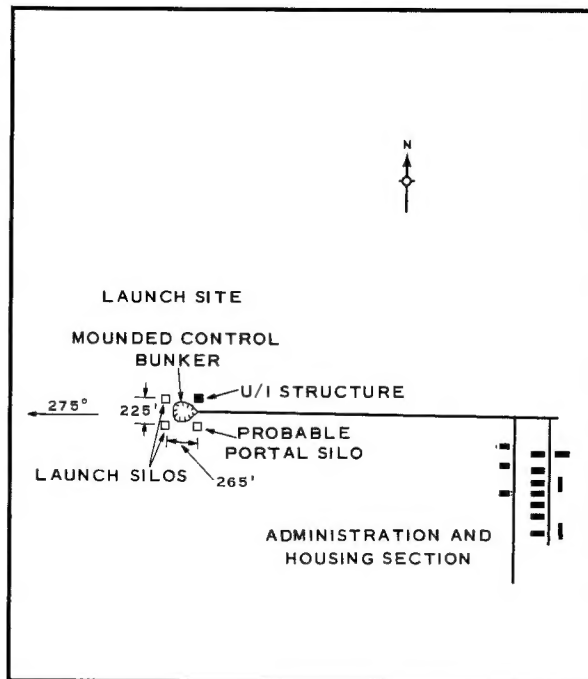 N
LAUNCH SITE
MOUNDED CONTROL
BUNKER
U/I STRUCTURE
275°
225'
PROBABLE
PORTAL SILO
LAUNCH SILOS
265'
ADMINISTRATION AND
HOUSING SECTION